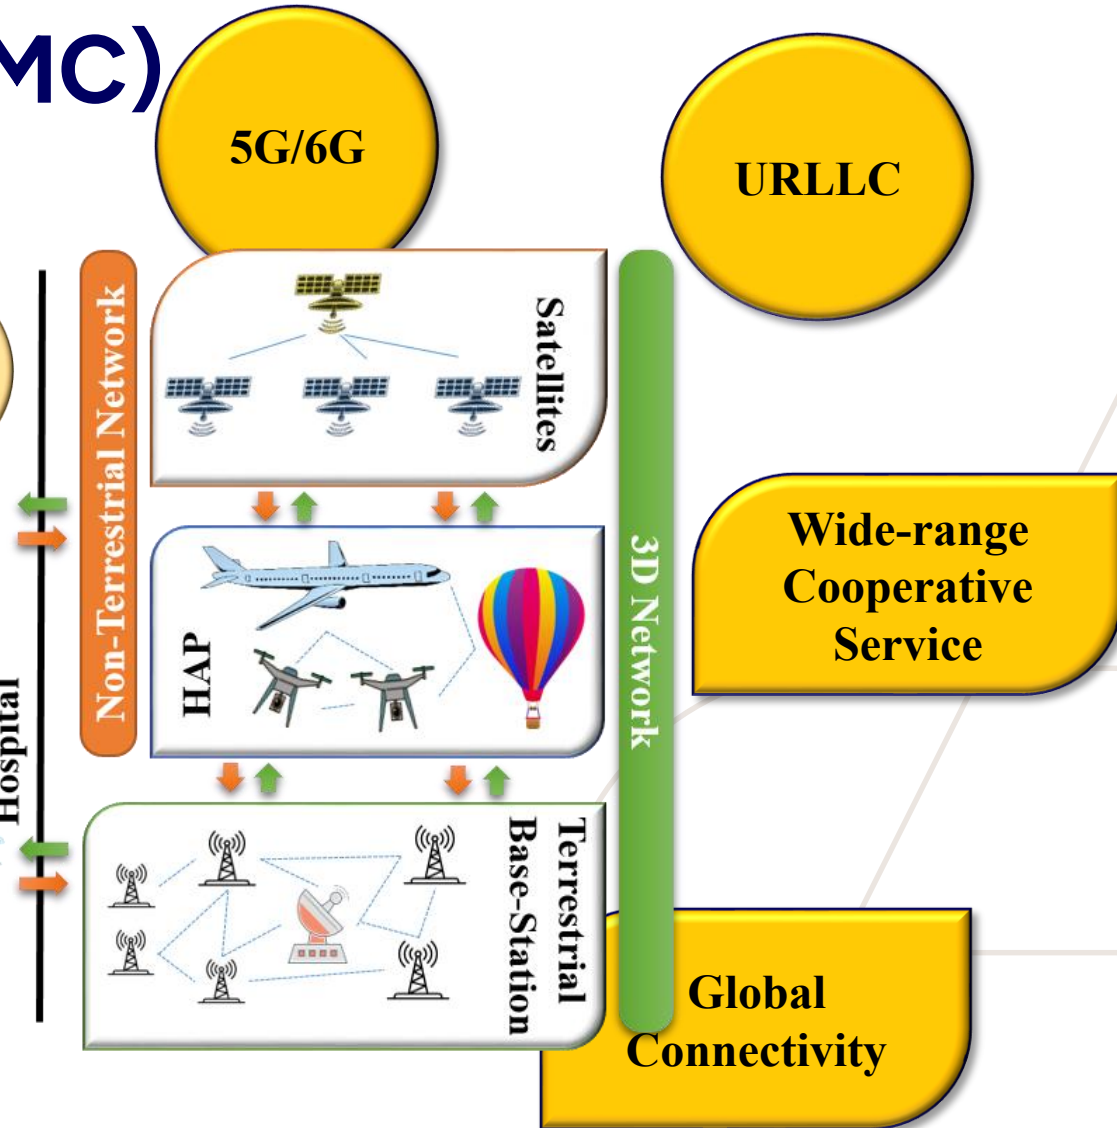 MC)
5G/6G
URLLC
Non-Terrestrial Network
Satellites
3D Network
HAP
Wide-range
Cooperative
Service
Hospital
Terrestrial
Base-Station
Global
Connectivity